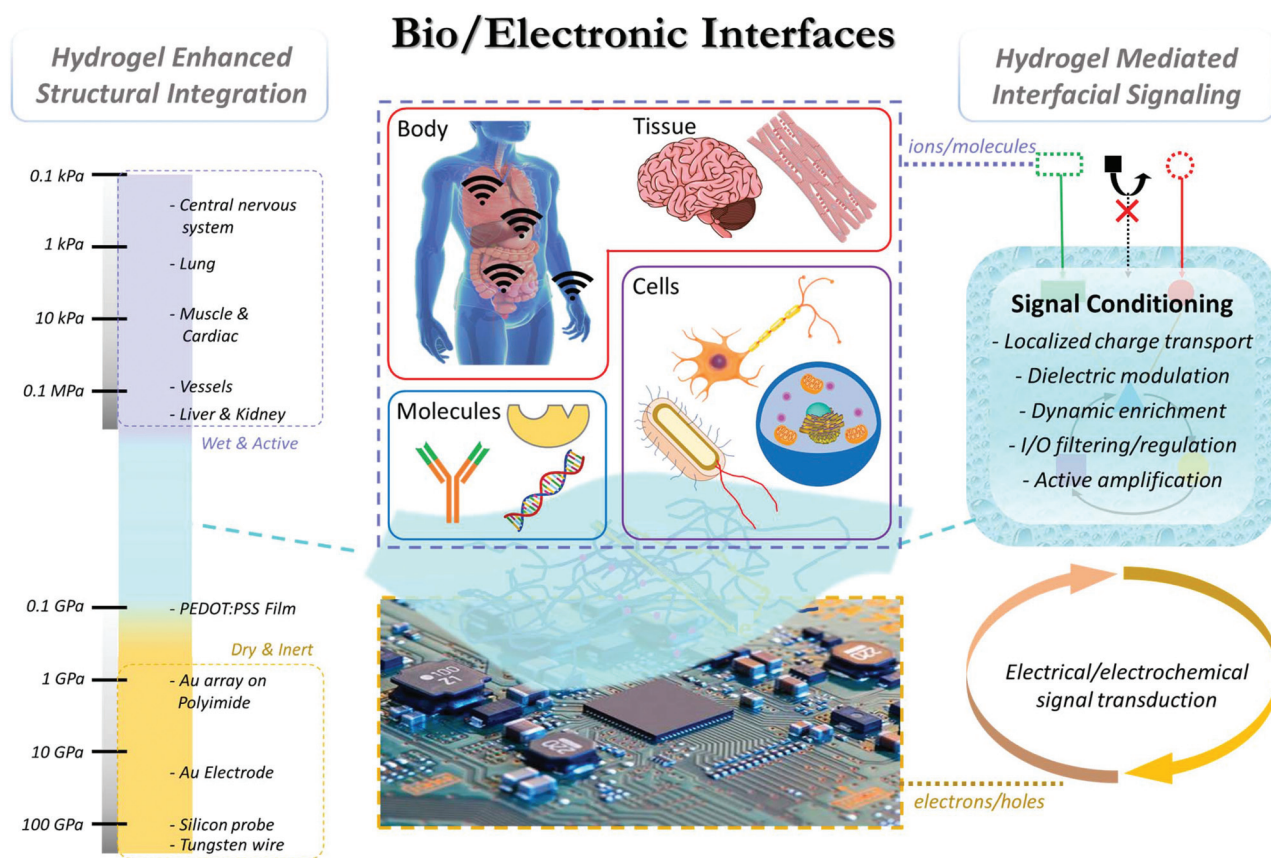 Bio/Electronic Interfaces
Hydrogel Enhanced
Structural Integration
0.1 kPa
- Central nervous
system
1 kPa
- Lung
10 kPa
- Muscle &
Cardiac
0.1 MPa
- Vessels
- Liver & Kidney
Wet & Active
0.1 GPa
- PEDOT:PSS Film
Dry & Inert
1 GPa
- Au array on
Polyimide
10 GPa
- Au Electrode
100 GPa
- Silicon probe
- Tungsten wire
Body
Tissue
Cells
Molecules
100
Z1
220
220
Hydrogel Mediated
Interfacial Signaling
ions/molecules
Signal Conditioning
- Localized charge transport
- Dielectric modulation
- Dynamic enrichment
- I/O filtering/regulation
- Active amplification
Electrical/electrochemical
signal transduction
electrons/holes